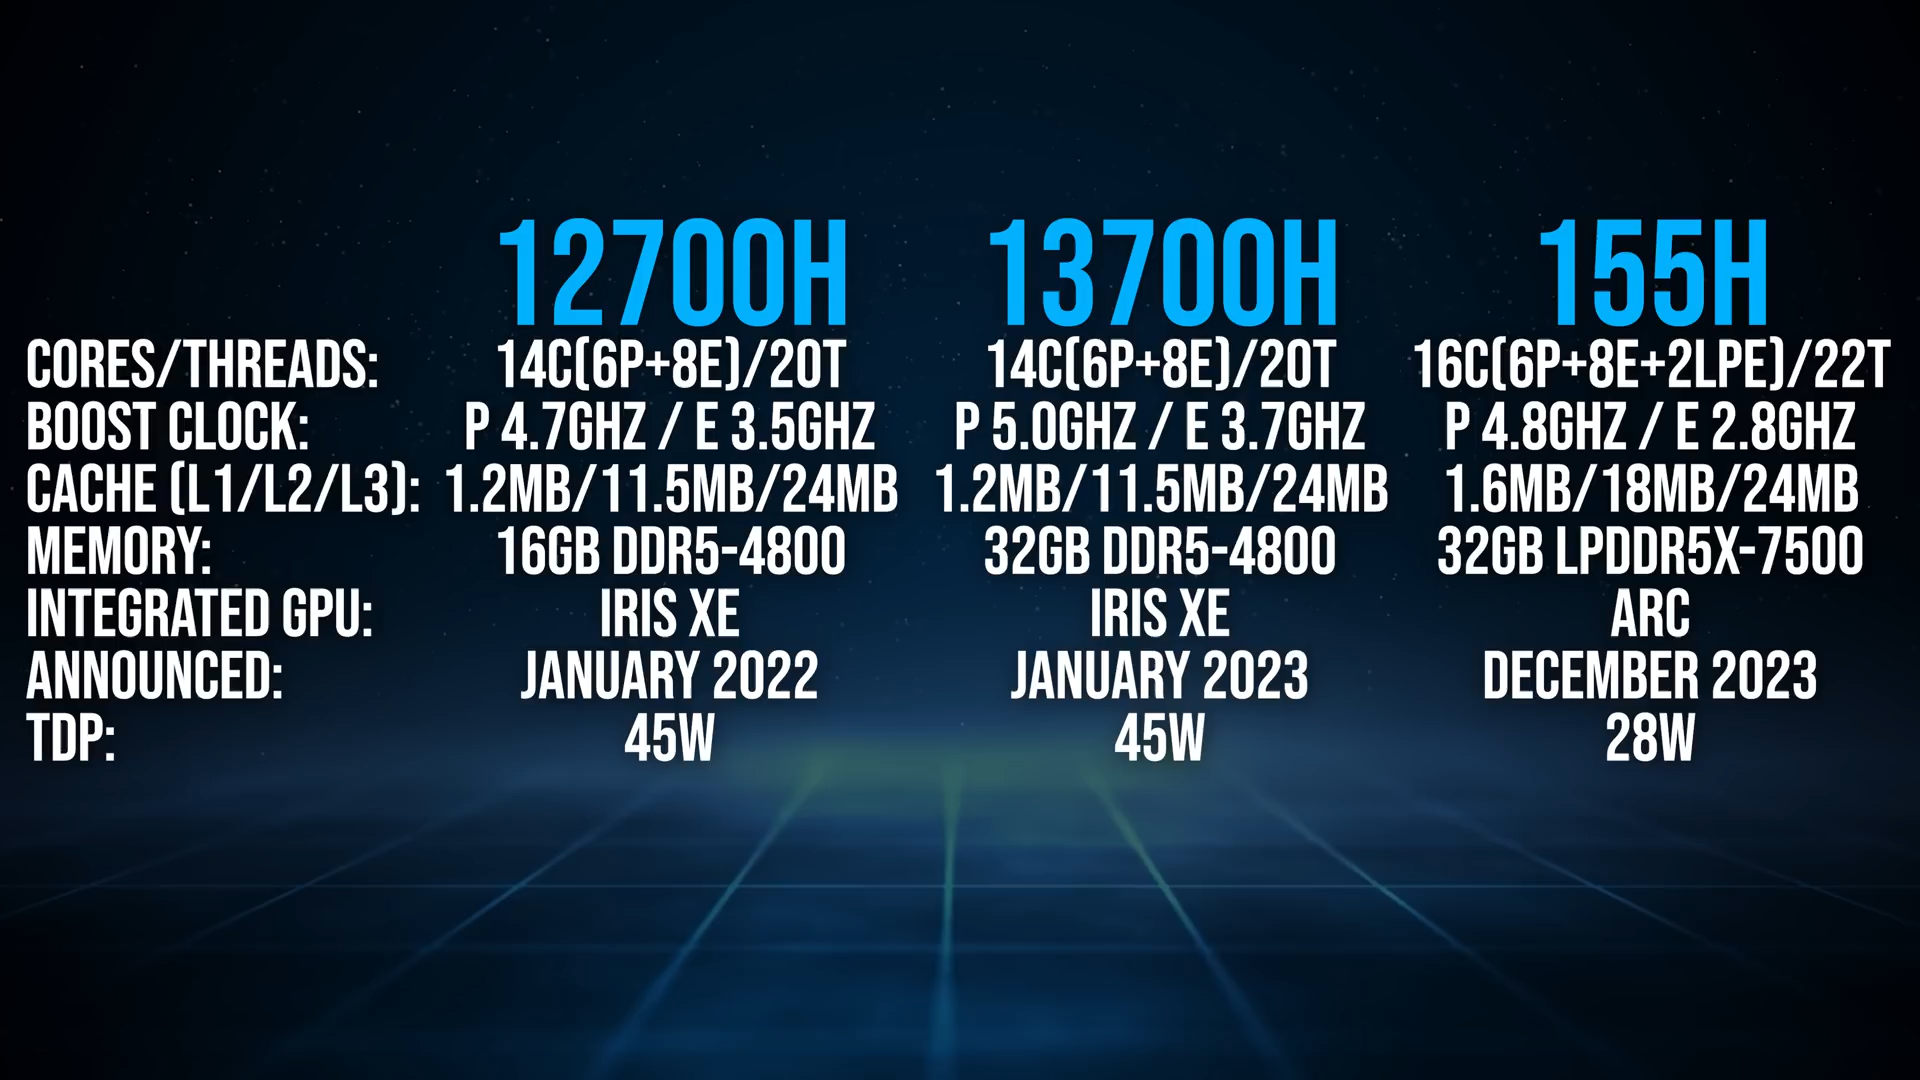 12700H 13700H 155H
CORES/THREADS: 14C(6P+8E)/20T 14C(6P+8E)/20T 16C(6P+8E+2LPE)/22T
BOOST CLOCK: P 4.7GHZ / E 3.5GHZ P 5.0GHZ / E 3.7GHZ P 4.8GHZ / E 2.8GHZ
CACHE (L1/L2/L3): 1.2MB/11.5MB/24MB 1.2MB/11.5MB/24MB 1.6MB/18MB/24MB
MEMORY: 16GB DDR5-4800 32GB DDR5-4800 32GB LPDDR5X-7500
INTEGRATED GPU: IRIS XE IRIS XE ARC
ANNOUNCED: JANUARY 2022 JANUARY 2023 DECEMBER 2023
TDP: 45W 45W 28W